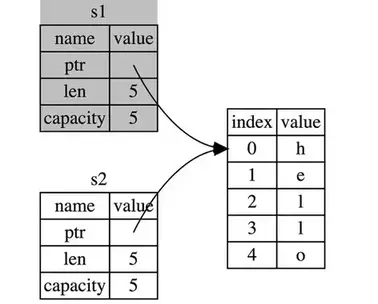 s1
name value
ptr
len 5
capacity 5
s2
name value
ptr
len 5
capacity 5
index value
0 h
1 e
2 l
3 l
4 o